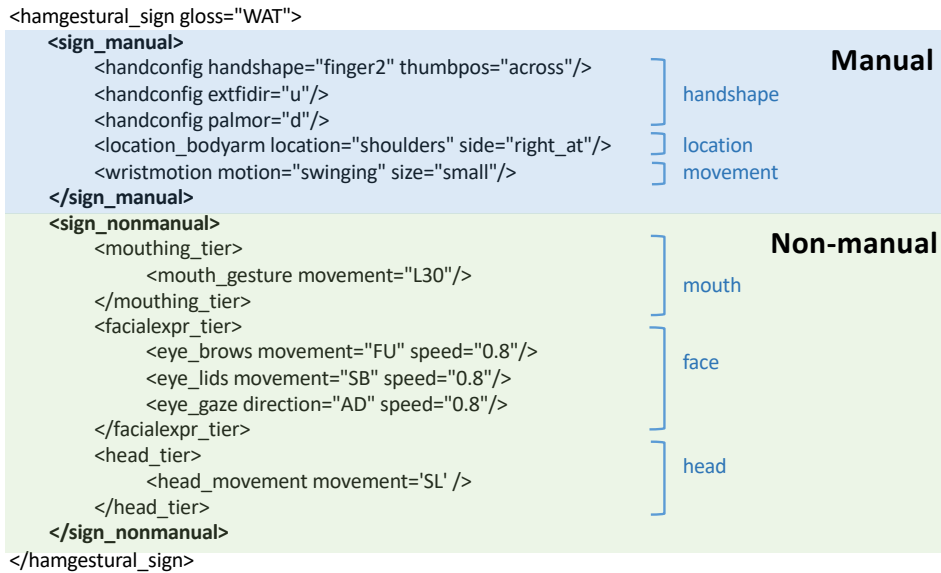 <hamgestural_sign gloss="WAT">
<sign_manual>
Manual
<handconfig handshape="finger2" thumbpos="across"/>
<handconfig extfidir="u"/>
handshape
<handconfig palmor="d"/>
<location_bodyarm location="shoulders" side="right_at"/>
location
<wristmotion motion="swinging" size="small"/>
movement
</sign_manual>
<sign_nonmanual>
Non-manual
<mouthing_tier>
<mouth_gesture movement="L30"/>
mouth
</mouthing_tier>
<facialexpr_tier>
<eye_brows movement="FU" speed="0.8"/>
face
<eye_lids movement="SB" speed="0.8"/>
<eye_gaze direction="AD" speed="0.8"/>
</facialexpr_tier>
<head_tier>
head
<head_movement movement='SL' />
</head_tier>
</sign_nonmanual>
</hamgestural_sign>